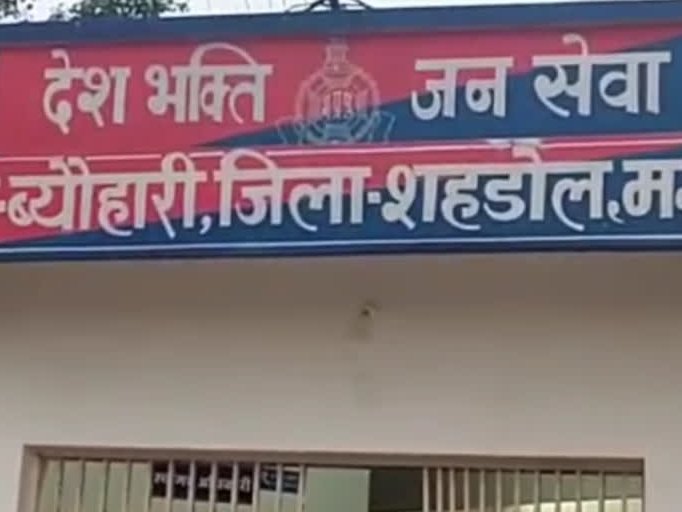 देश भक्ति जन सेवा
-ब्यौहारी, जिला-शहडोल, म